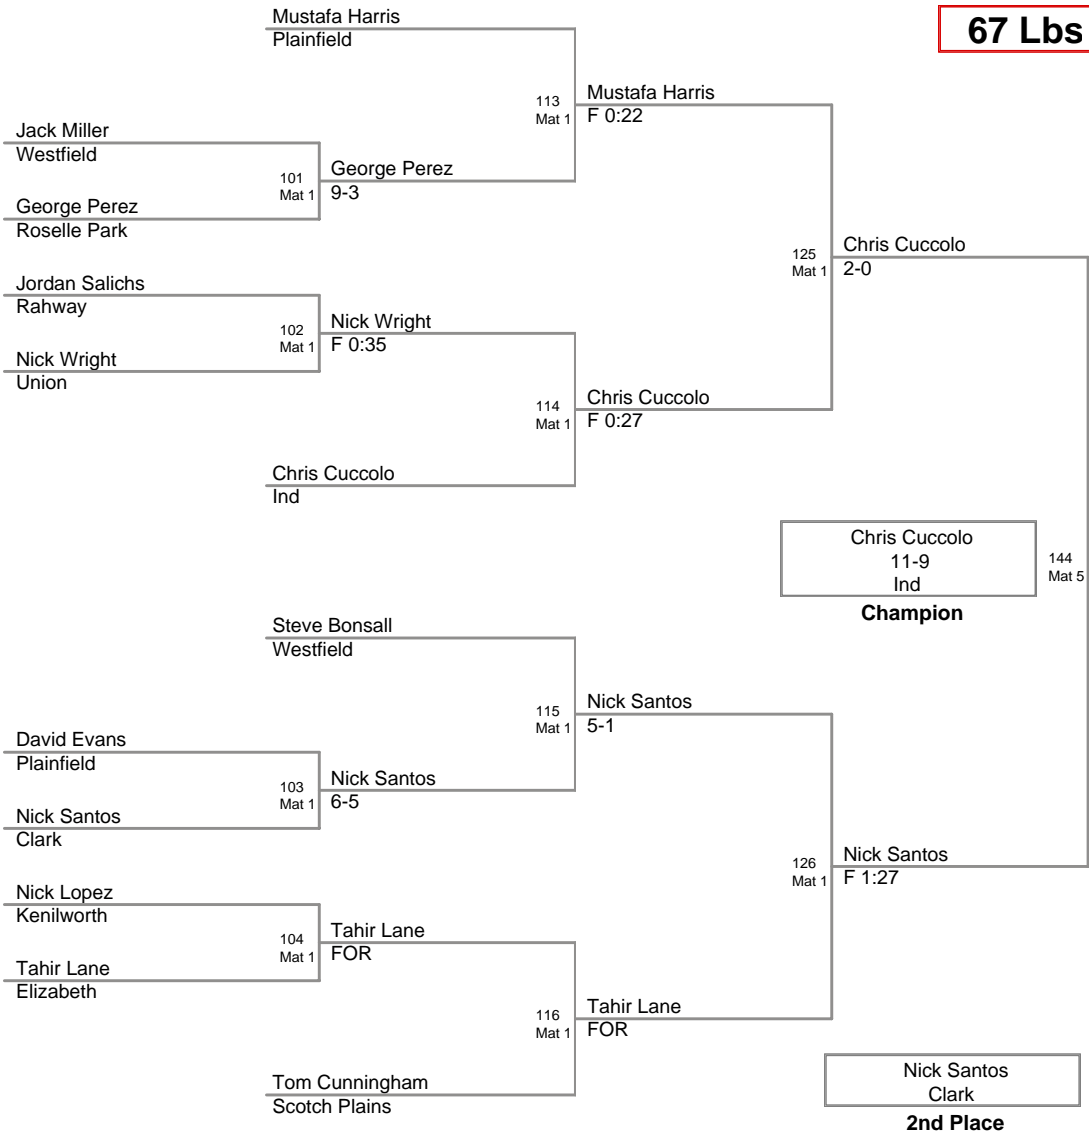 67 Lbs
Mustafa Harris
Plainfield
113
Mat 1
Mustafa Harris
F 0:22
Jack Miller
Westfield
101
Mat 1
George Perez
9-3
George Perez
Roselle Park
125
Mat 1
Chris Cuccolo
2-0
Jordan Salichs
Rahway
102
Mat 1
Nick Wright
F 0:35
Nick Wright
Union
114
Mat 1
Chris Cuccolo
F 0:27
Chris Cuccolo
Ind
Chris Cuccolo
11-9
Ind
Champion
144
Mat 5
Steve Bonsall
Westfield
115
Mat 1
Nick Santos
5-1
David Evans
Plainfield
103
Mat 1
Nick Santos
6-5
Nick Santos
Clark
126
Mat 1
Nick Santos
F 1:27
Nick Lopez
Kenilworth
104
Mat 1
Tahir Lane
FOR
Tahir Lane
Elizabeth
116
Mat 1
Tahir Lane
FOR
Tom Cunningham
Scotch Plains
Nick Santos
Clark
2nd Place